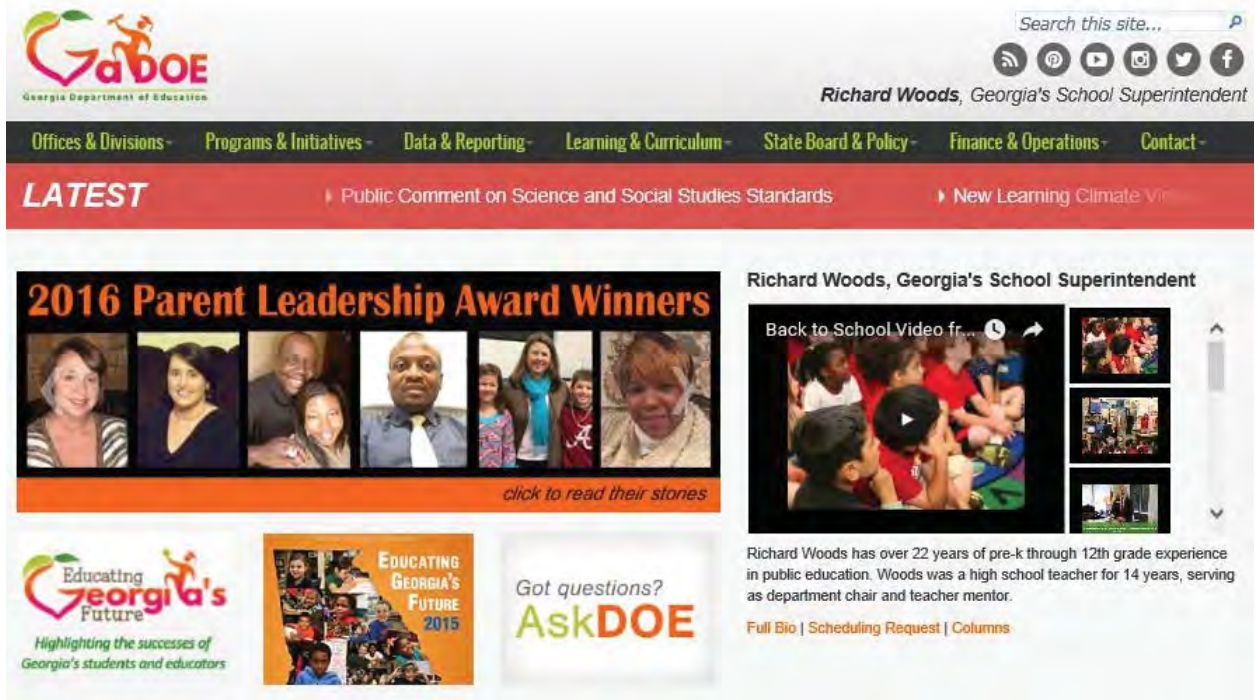 GaDOE
Georgia Department of Education
Search this site...
Richard Woods, Georgia's School Superintendent
Offices & Divisions
Programs & Initiatives
Data & Reporting
Learning & Curriculum
State Board & Policy
Finance & Operations
Contact
LATEST
Public Comment on Science and Social Studies Standards
New Learning Climate
2016 Parent Leadership Award Winners
click to read their stories
Richard Woods, Georgia's School Superintendent
Back to School Video fr...
Richard Woods has over 22 years of pre-k through 12th grade experience
in public education. Woods was a high school teacher for 14 years, serving
as department chair and teacher mentor.
Full Bio | Scheduling Request | Columns
Educating
Georgia's
Future
Highlighting the successes of
Georgia's students and educators
EDUCATING
GEORGIA'S
FUTURE
2015
Got questions?
AskDOE